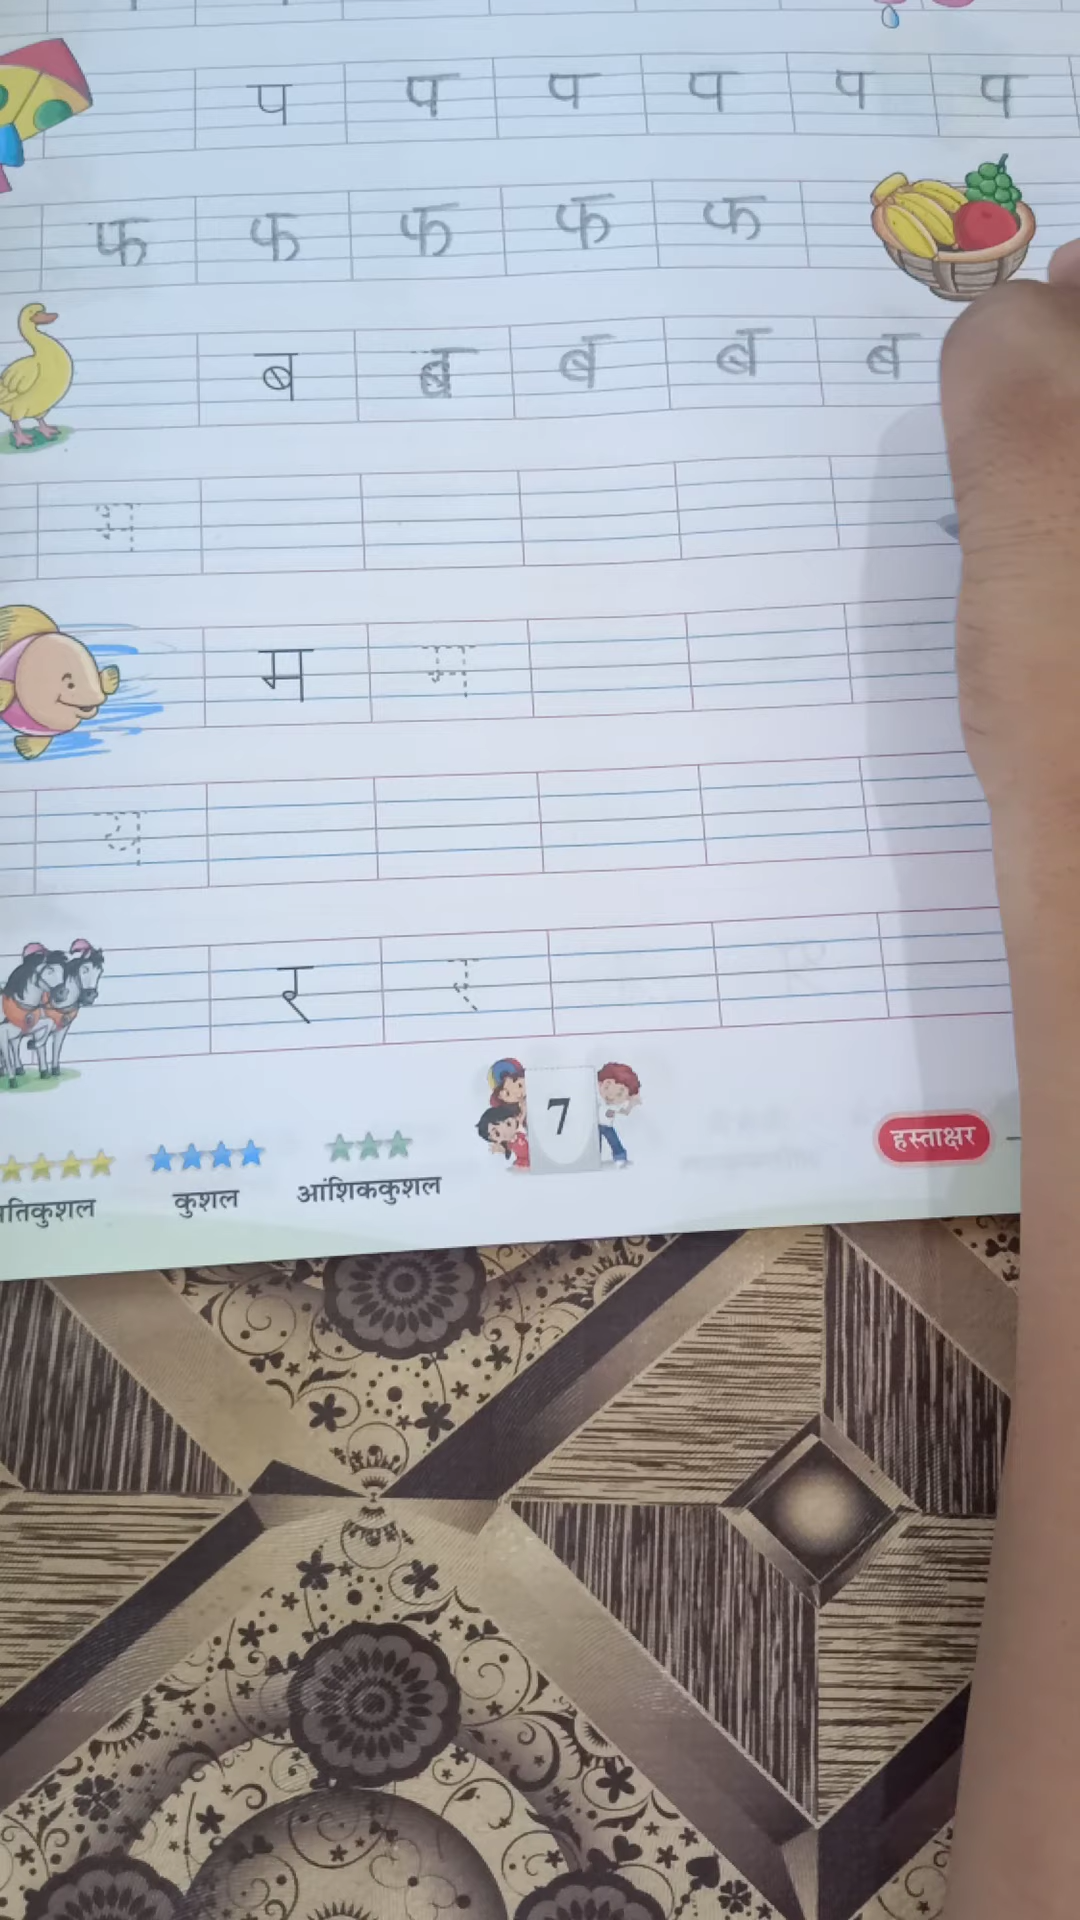 प प प प प प
फ फ फ फ फ
ब ब ब ब ब
भ
म म
य
र र
7
हस्ताक्षर
कुशल
आंशिककुशल